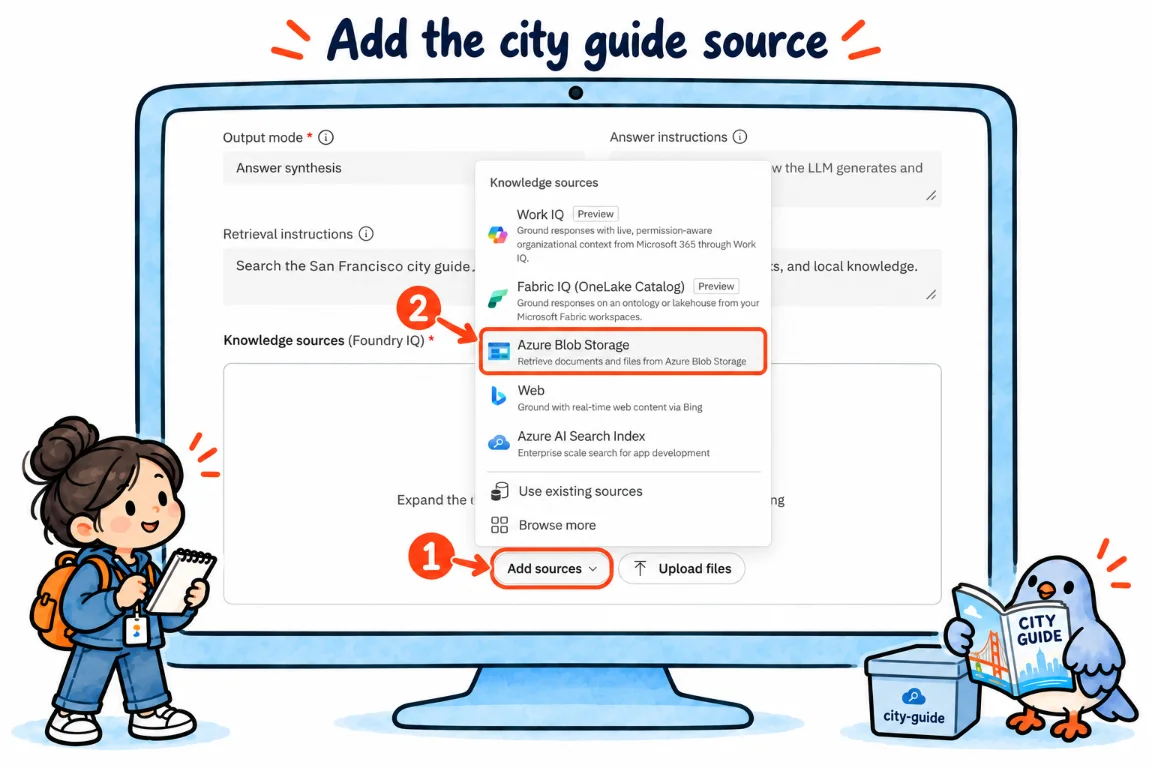 Add the city guide source
Output mode *
Answer instructions
Answer synthesis
w the LLM generates and
Retrieval instructions
Search the San Francisco city guide
ks, and local knowledge.
Knowledge sources (Foundry IQ) *
Knowledge sources
Work IQ Preview
Ground responses with live, permission-aware
organizational context from Microsoft 365 through Work
IQ.
Fabric IQ (OneLake Catalog) Preview
Ground responses on an ontology or lakehouse from your
Microsoft Fabric workspaces.
2
Azure Blob Storage
Retrieve documents and files from Azure Blob Storage
Web
Ground with real-time web content via Bing
Azure AI Search Index
Enterprise scale search for app development
Expand the
ng
Use existing sources
Browse more
1
Add sources
Upload files
CITY
GUIDE
city-guide